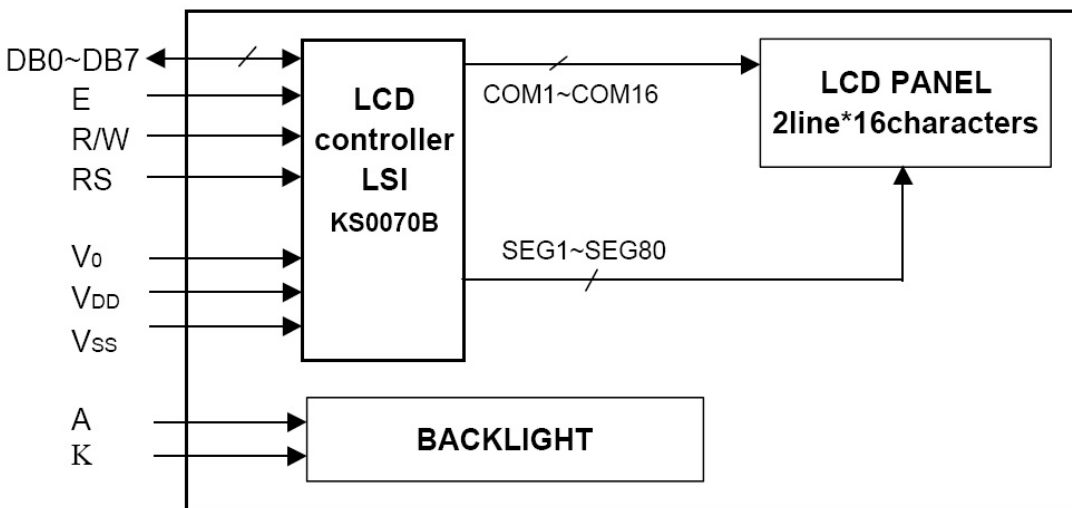 DB0~DB7
E
R/W
RS
V0
VDD
VSS
A
K
LCD
controller
LSI
KS0070B
COM1~COM16
SEG1~SEG80
LCD PANEL
2line*16characters
BACKLIGHT